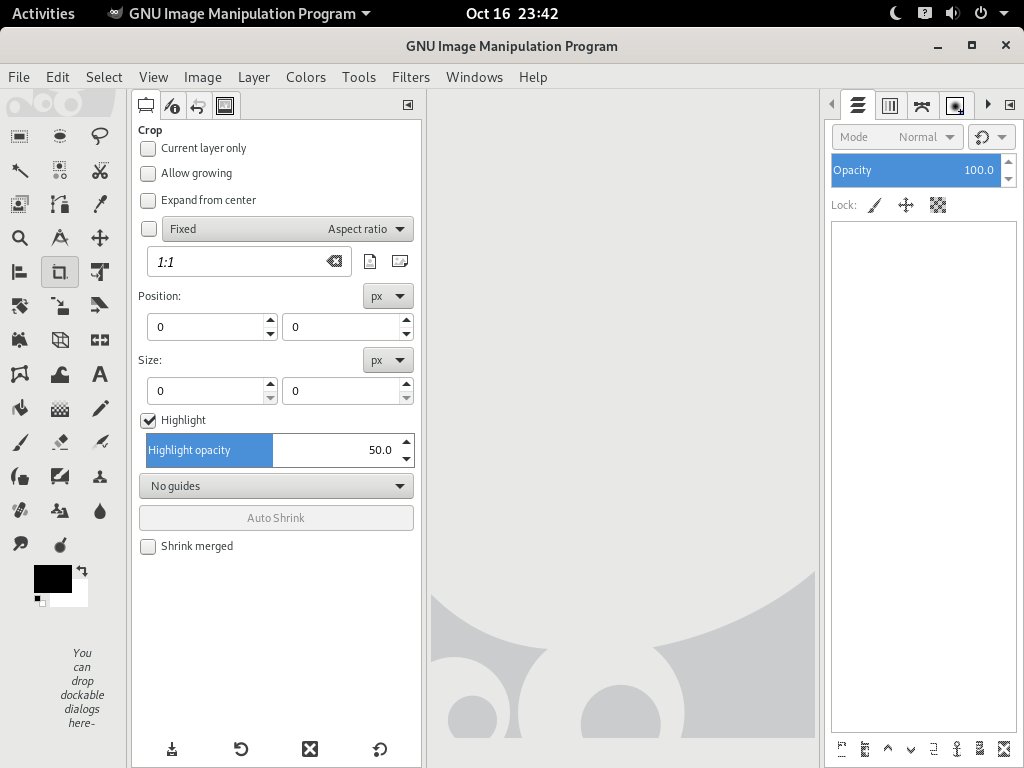 Activities GNU Image Manipulation Program Oct 16 23:42
GNU Image Manipulation Program
File Edit Select View Image Layer Colors Tools Filters Windows Help
Crop
Current layer only
Allow growing
Expand from center
Fixed Aspect ratio
1:1
Position: px
0 0
Size: px
0 0
Highlight
Highlight opacity 50.0
No guides
Auto Shrink
Shrink merged
You
can
drop
dockable
dialogs
here-
Mode Normal
Opacity 100.0
Lock: